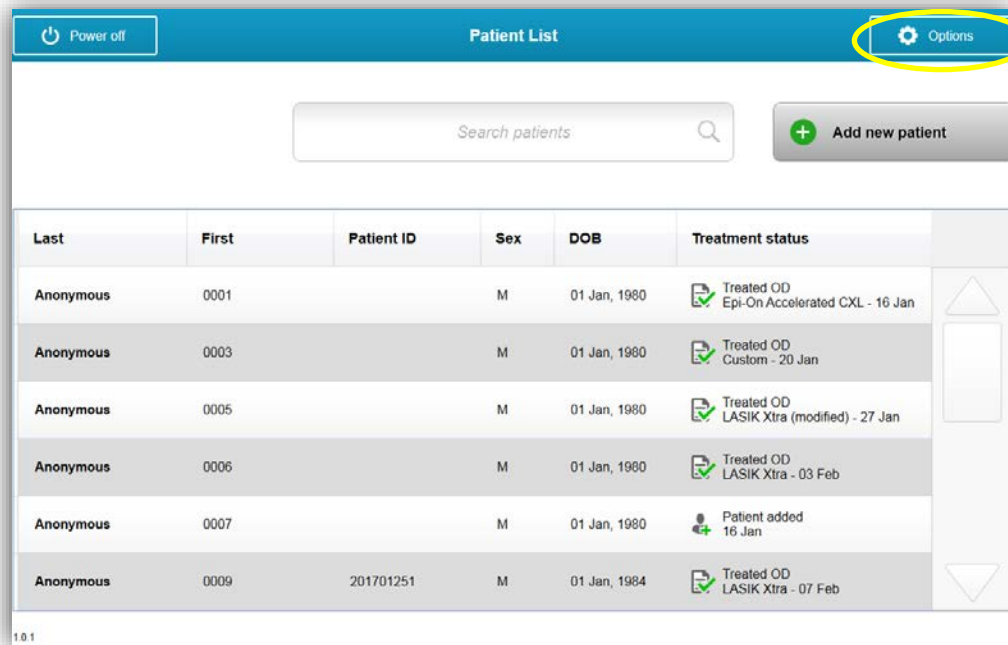 Power off Patient List Options
Search patients
Add new patient
Last First Patient ID Sex DOB Treatment status
Anonymous 0001 M 01 Jan, 1980 Treated OD
Epi-On Accelerated CXL - 16 Jan
Anonymous 0003 M 01 Jan, 1980 Treated OD
Custom - 20 Jan
Anonymous 0005 M 01 Jan, 1980 Treated OD
LASIK Xtra (modified) - 27 Jan
Anonymous 0006 M 01 Jan, 1980 Treated OD
LASIK Xtra - 03 Feb
Anonymous 0007 M 01 Jan, 1980 Patient added
16 Jan
Anonymous 0009 201701251 M 01 Jan, 1984 Treated OD
LASIK Xtra - 07 Feb
1.0.1